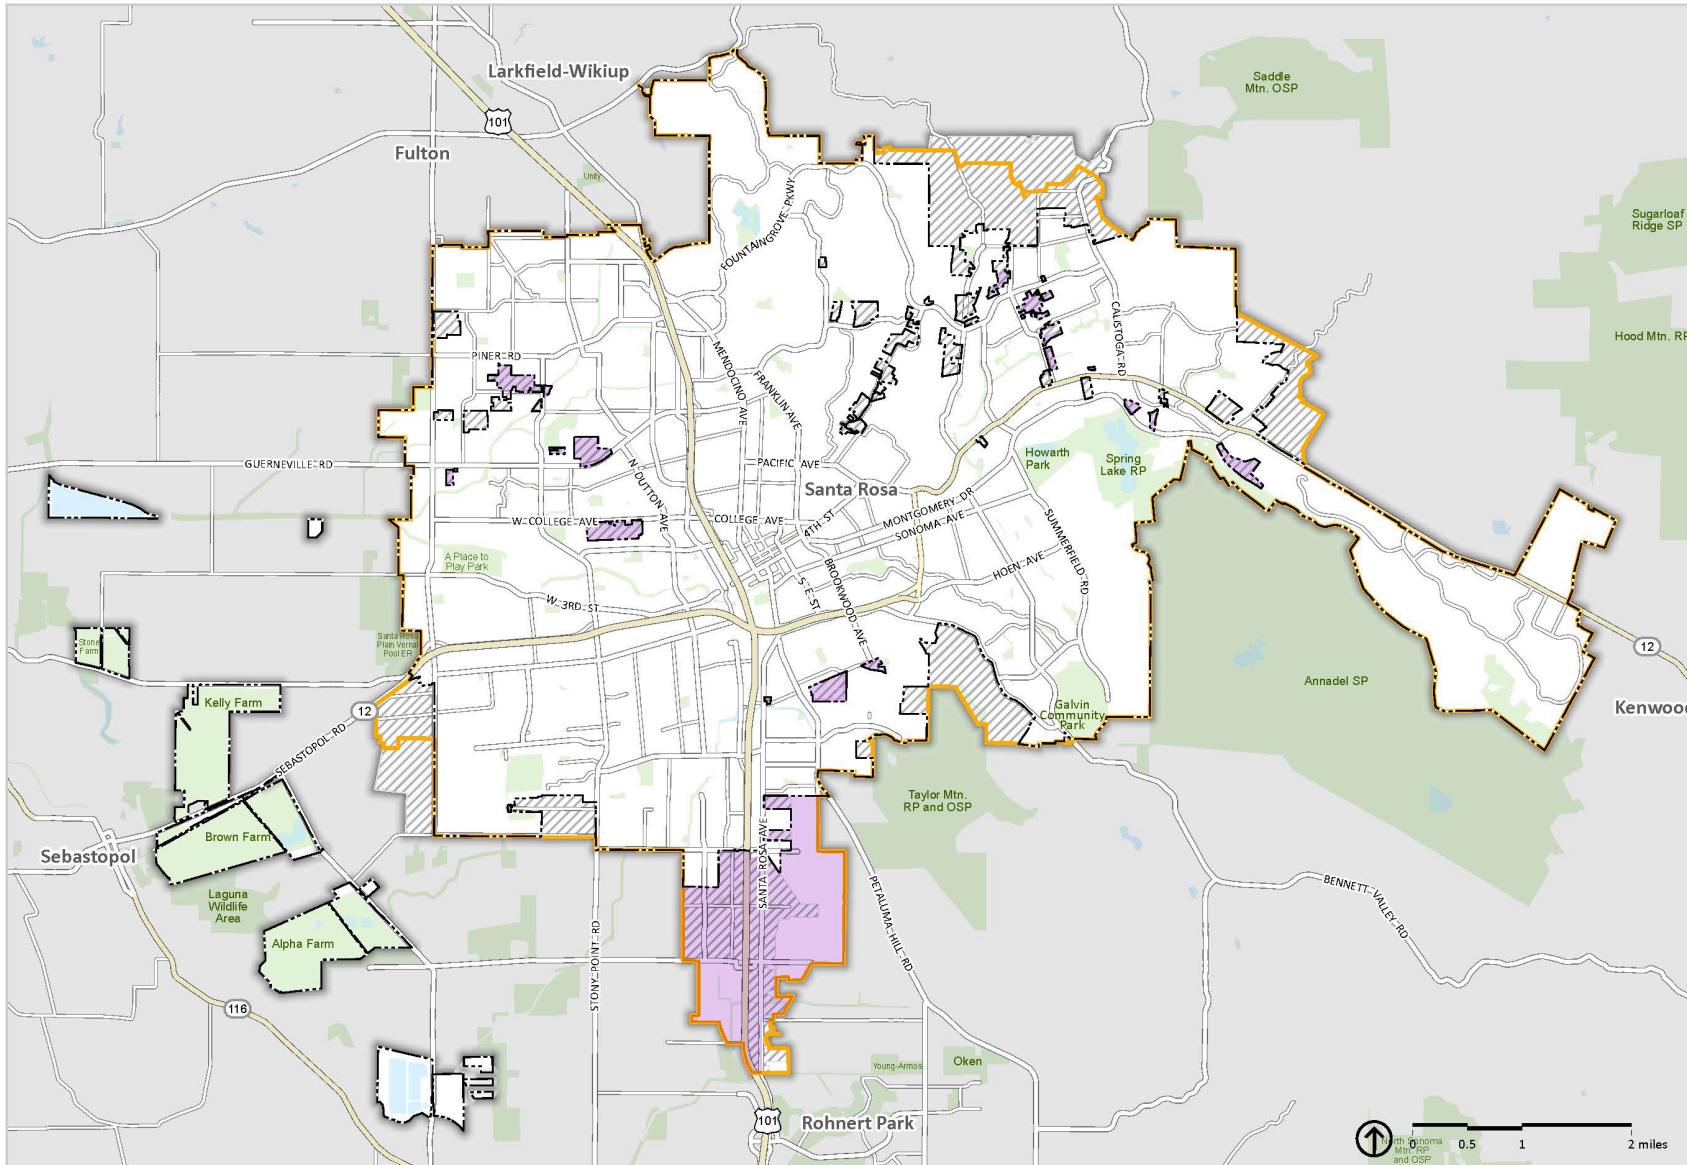 Larkfield-Wikiup
Saddle
Mtn. OSP
101
Fulton
Unity
FOUNTAINGROVE-PKWY
Sugarloaf
Ridge SP
CALISTOGA-RD
Hood Mtn. RP
PINER-RD
MENDOCINO-AVE
FRANKLIN-AVE
GUERNEVILLE-RD
N-DUTTON-AVE
PACIFIC AVE
Howarth
Park
Spring
Lake RP
Santa Rosa
W-COLLEGE-AVE
COLLEGE AVE
4TH-ST
MONTGOMERY-DR
SONOMA-AVE
SUMMERFIELD-RD
A Place to
Play Park
HOEN-AVE
BROOKWOOD-AVE
S-E-ST
W-3RD-ST
Stone
Farm
Santa Rosa
Plain Vernal
Pool ER
12
Annadel SP
Kelly Farm
12
Galvin
Community
Park
Kenwood
SEBASTOPOL-RD
Taylor Mtn.
RP and OSP
Brown Farm
Sebastopol
SANTA-ROSA-AVE
Laguna
Wildlife
Area
PETALUMA-HILL-RD
BENNETT-VALLEY-RD
Alpha Farm
STONY-POINT-RD
116
Young-Armos
Oken
101
Rohnert Park
North Sonoma
Mtn. RP
and OSP
0 0.5 1 2 miles